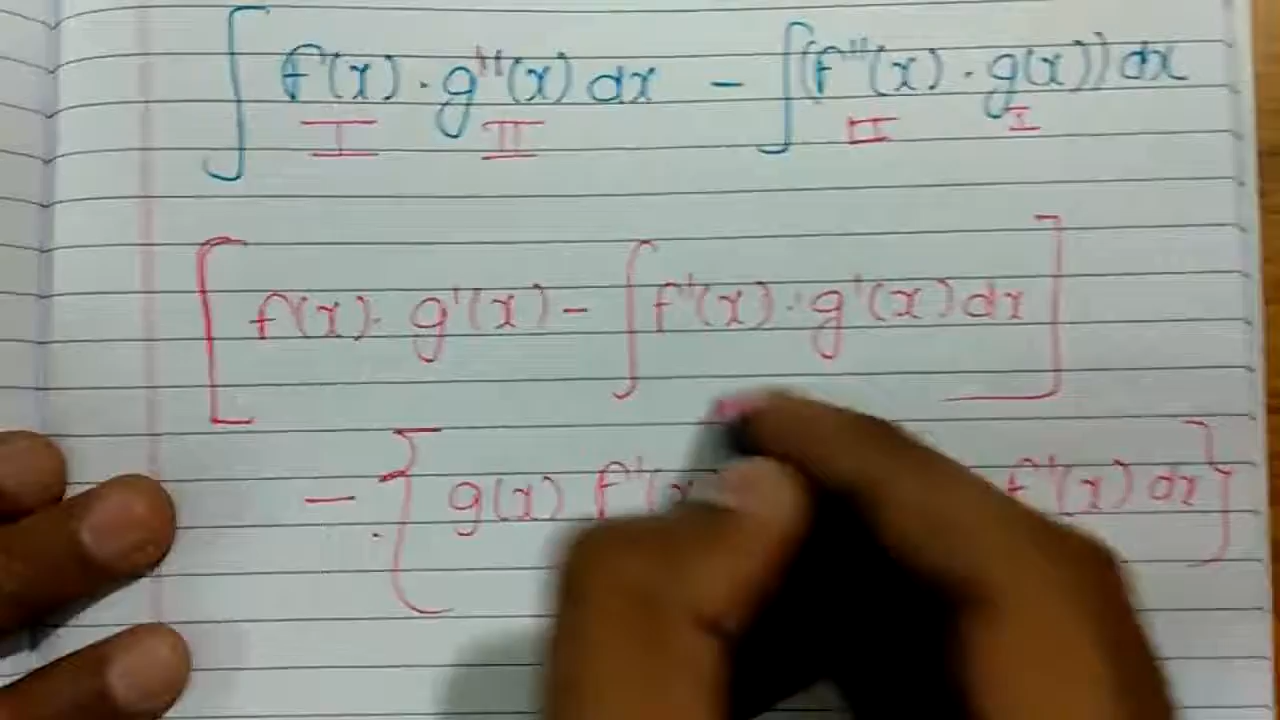 ∫ f(x) · g''(x) dx − ∫(f''(x) · g(x)) dx
I II II I
[ f(x) · g'(x) − ∫ f'(x) · g'(x) dx ]
− { g(x) f'(x f'(x) dx }